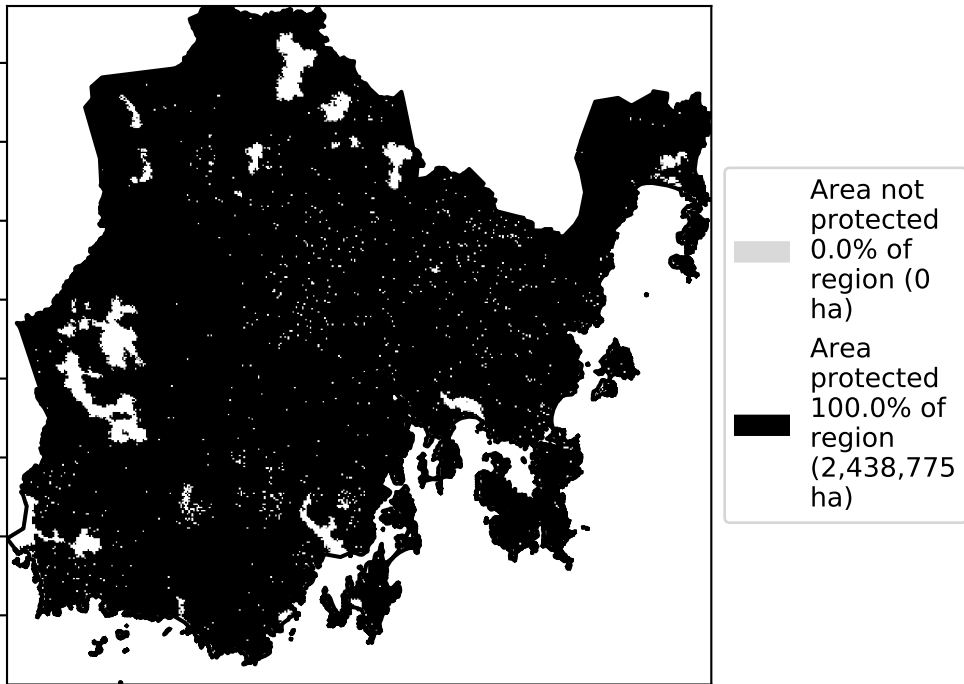 Area not
protected
0.0% of
region (0
ha)
Area
protected
100.0% of
region
(2,438,775
ha)